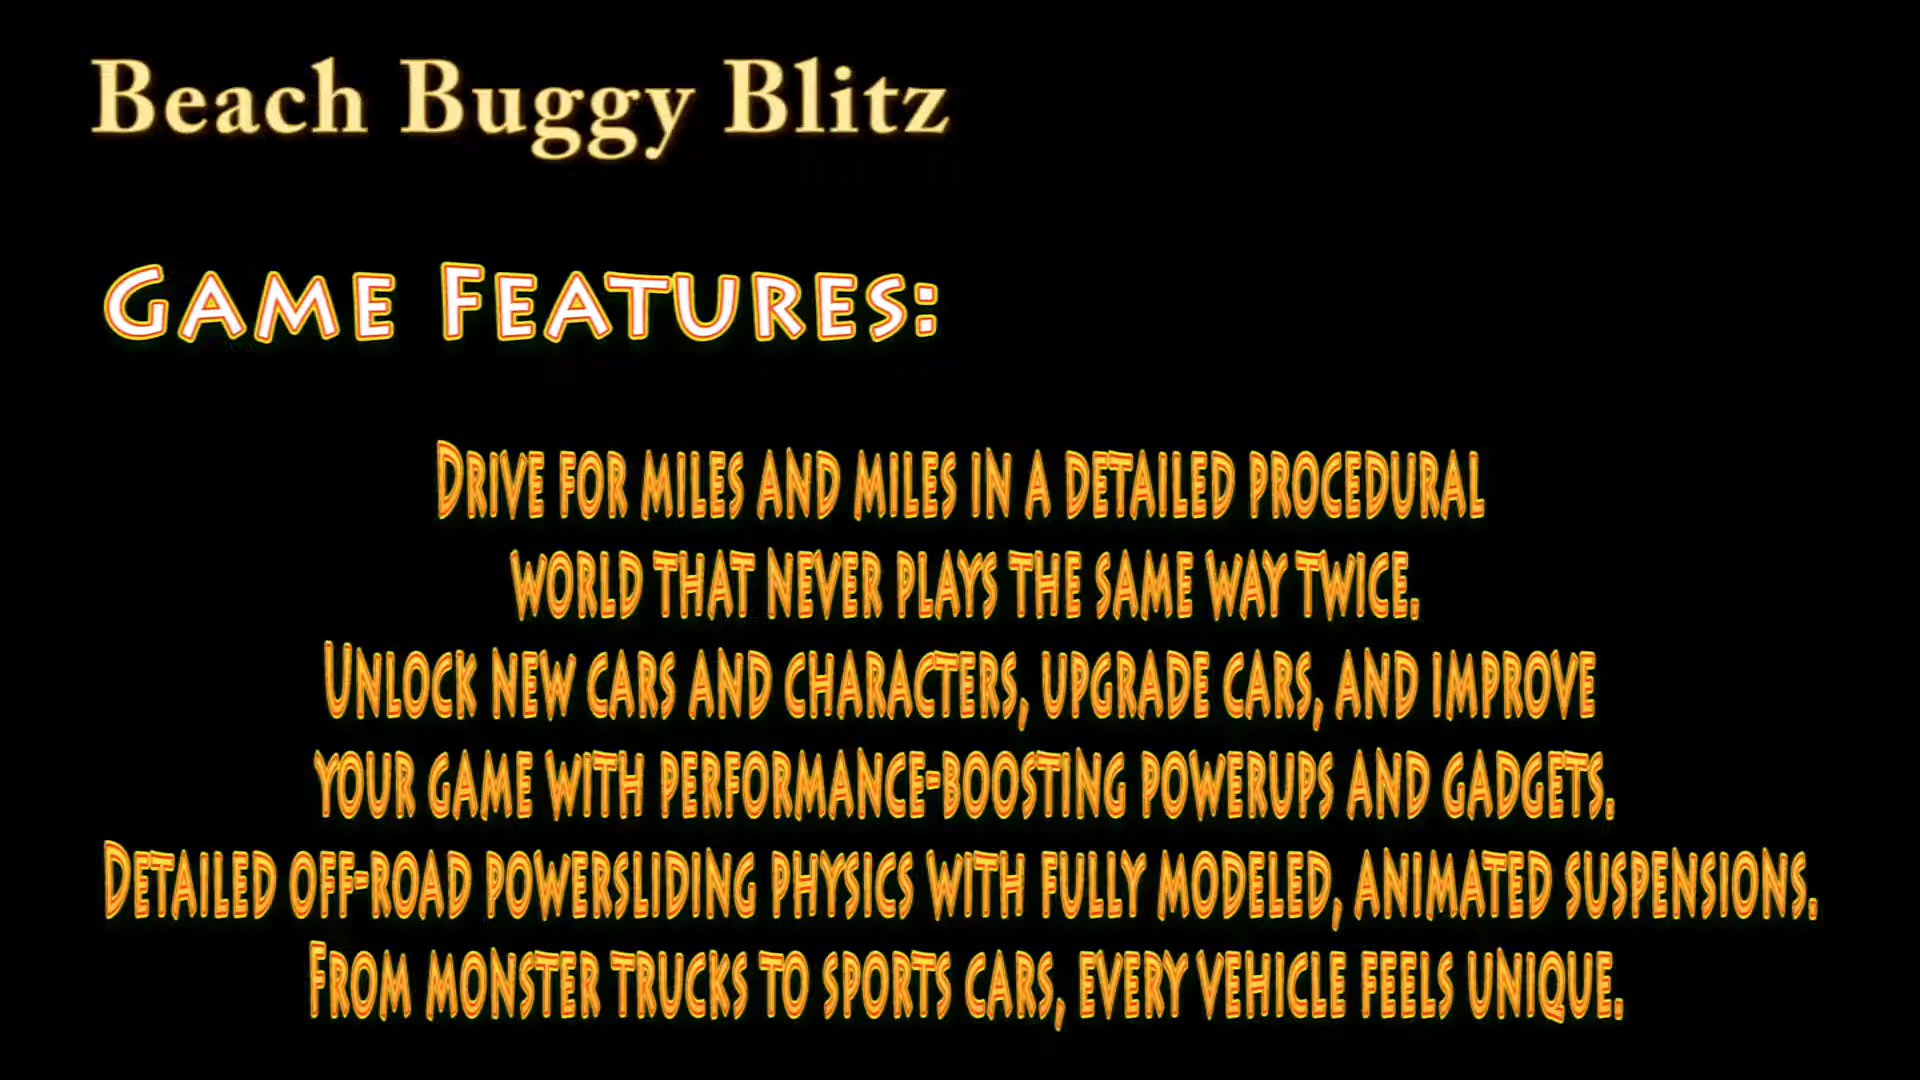 Beach Buggy Blitz
Game Features:
Drive for miles and miles in a detailed procedural
world that never plays the same way twice.
Unlock new cars and characters, upgrade cars, and improve
your game with performance-boosting powerups and gadgets.
Detailed off-road powersliding physics with fully modeled, animated suspensions.
From monster trucks to sports cars, every vehicle feels unique.